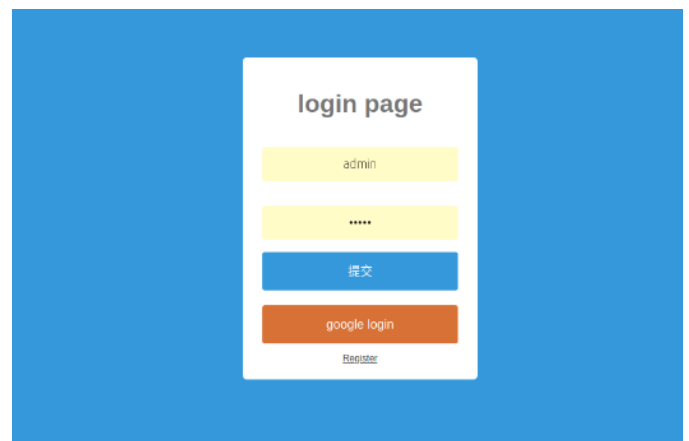 login page
admin
•••••
提交
google login
Register